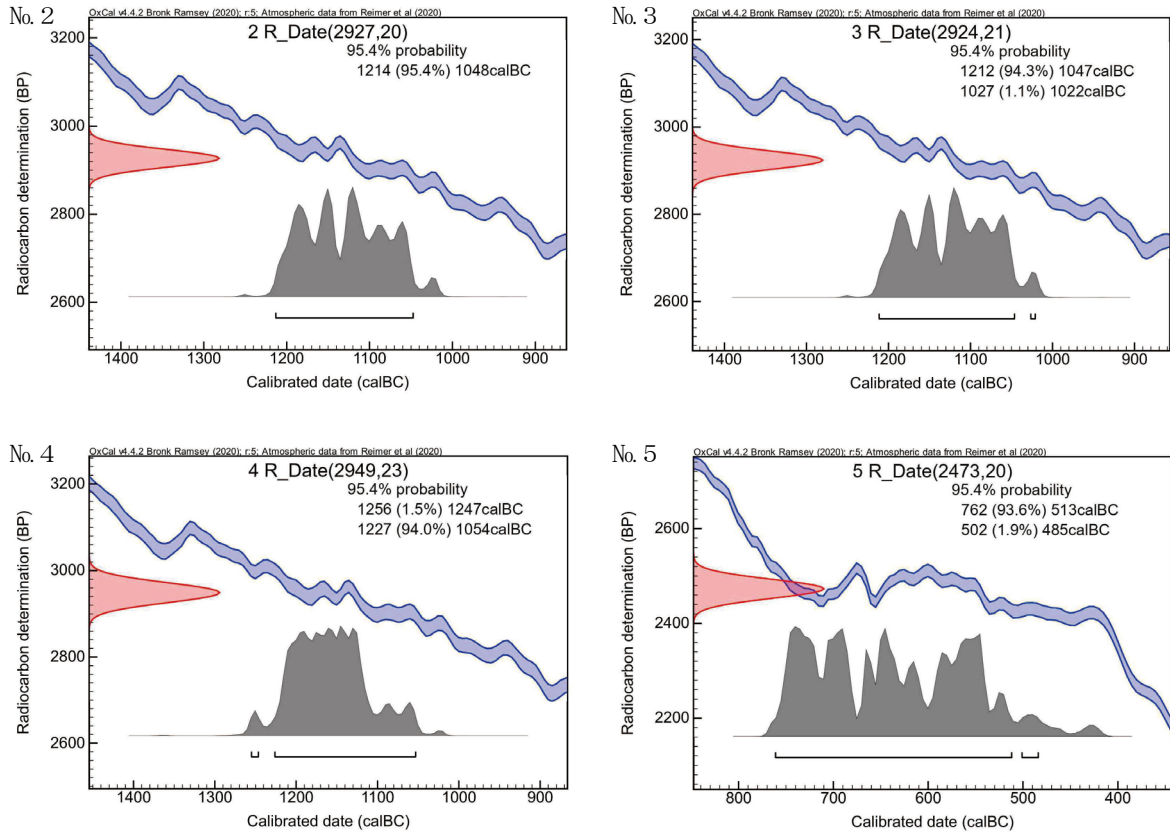 No. 2
OxCal v4.4.2 Bronk Ramsey (2020); r:5; Atmospheric data from Reimer et al (2020)
2 R_Date(2927,20)
95.4% probability
1214 (95.4%) 1048calBC
Radiocarbon determination (BP)
3200
3000
2800
2600
1400 1300 1200 1100 1000 900
Calibrated date (calBC)
No. 3
OxCal v4.4.2 Bronk Ramsey (2020); r:5; Atmospheric data from Reimer et al (2020)
3 R_Date(2924,21)
95.4% probability
1212 (94.3%) 1047calBC
1027 (1.1%) 1022calBC
Radiocarbon determination (BP)
3200
3000
2800
2600
1400 1300 1200 1100 1000 900
Calibrated date (calBC)
No. 4
OxCal v4.4.2 Bronk Ramsey (2020); r:5; Atmospheric data from Reimer et al (2020)
4 R_Date(2949,23)
95.4% probability
1256 (1.5%) 1247calBC
1227 (94.0%) 1054calBC
Radiocarbon determination (BP)
3200
3000
2800
2600
1400 1300 1200 1100 1000 900
Calibrated date (calBC)
No. 5
OxCal v4.4.2 Bronk Ramsey (2020); r:5; Atmospheric data from Reimer et al (2020)
5 R_Date(2473,20)
95.4% probability
762 (93.6%) 513calBC
502 (1.9%) 485calBC
Radiocarbon determination (BP)
2600
2400
2200
800 700 600 500 400
Calibrated date (calBC)